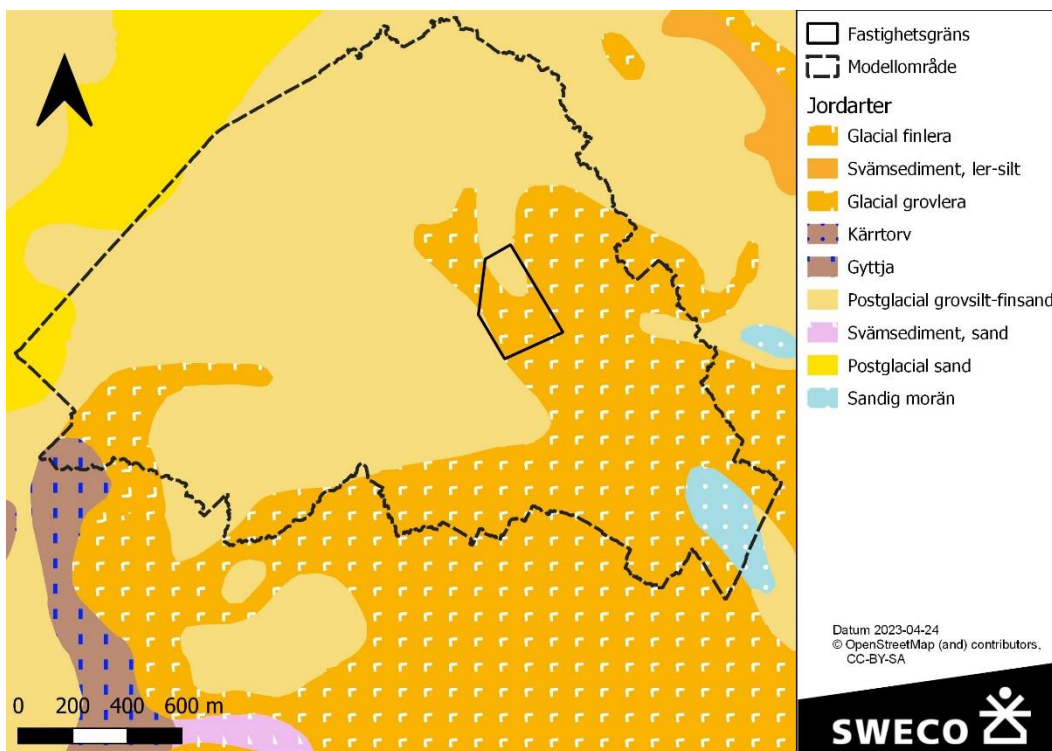 Fastighetsgräns
Modellområde
Jordarter
Glacial finlera
Svämsediment, ler-silt
Glacial grovlera
Kärrtorv
Gyttja
Postglacial grovsilt-finsand
Svämsediment, sand
Postglacial sand
Sandig morän
Datum 2023-04-24
© OpenStreetMap (and) contributors,
CC-BY-SA
0 200 400 600 m
SWECO